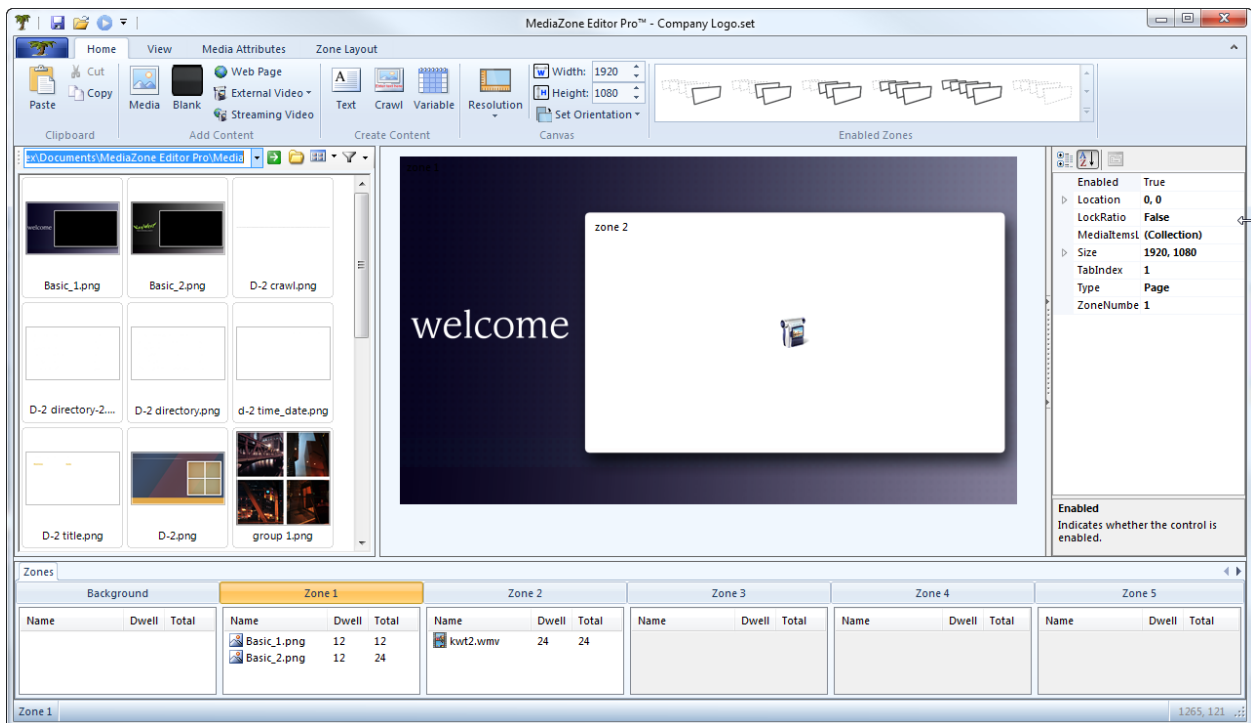 MediaZone Editor Pro™ - Company Logo.set
Home View Media Attributes Zone Layout
Paste
Cut
Copy
Clipboard
Media
Blank
Web Page
External Video
Streaming Video
Add Content
Text
Crawl
Variable
Create Content
Resolution
Width: 1920
Height: 1080
Set Orientation
Canvas
Enabled Zones
ex\Documents\MediaZone Editor Pro\Media
welcome
Basic_1.png
Basic_2.png
D-2 crawl.png
D-2 directory-2....
D-2 directory.png
d-2 time_date.png
D-2 title.png
D-2.png
group 1.png
zone 1
zone 2
welcome
Enabled True
Location 0, 0
LockRatio False
MediaItemsL (Collection)
Size 1920, 1080
TabIndex 1
Type Page
ZoneNumbe 1
Enabled
Indicates whether the control is
enabled.
Zones
Background
Name Dwell Total
Zone 1
Name Dwell Total
Basic_1.png 12 12
Basic_2.png 12 24
Zone 2
Name Dwell Total
kwt2.wmv 24 24
Zone 3
Name Dwell Total
Zone 4
Name Dwell Total
Zone 5
Name Dwell Total
Zone 1
1265, 121